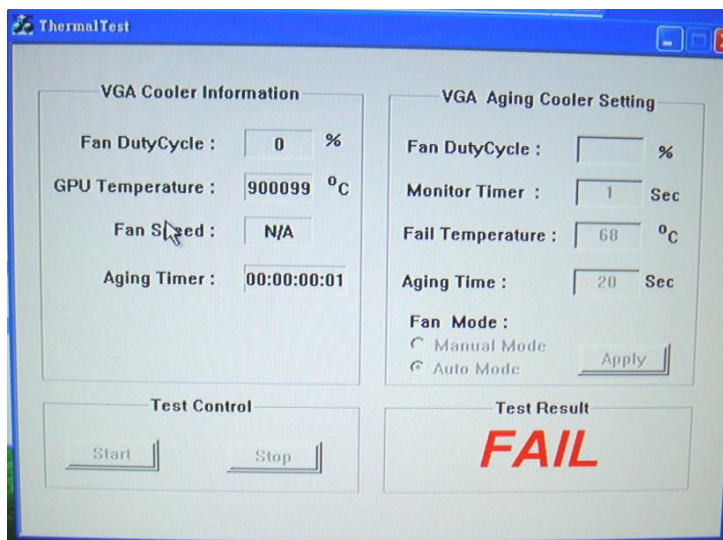 ThermalTest
VGA Cooler Information
Fan DutyCycle : 0 %
GPU Temperature : 900099 °C
Fan Speed : N/A
Aging Timer : 00:00:00:01
VGA Aging Cooler Setting
Fan DutyCycle : %
Monitor Timer : 1 Sec
Fail Temperature : 68 °C
Aging Time : 20 Sec
Fan Mode :
Manual Mode
Auto Mode
Apply
Test Control
Start Stop
Test Result
FAIL